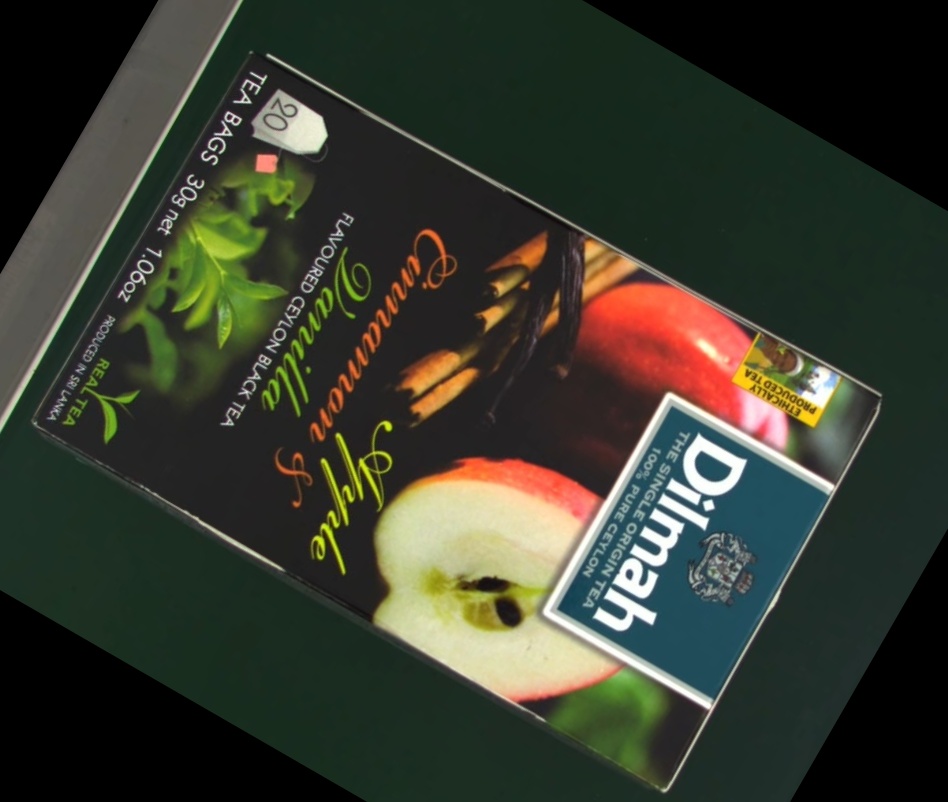 ETHICALLY
PRODUCED TEA
Dilmah
THE SINGLE ORIGIN TEA
100% PURE CEYLON
Apple
Cinnamon &
Vanilla
FLAVOURED CEYLON BLACK TEA
20
REAL TEA
TEA BAGS 30g net 1.06oz
PRODUCED IN SRI LANKA